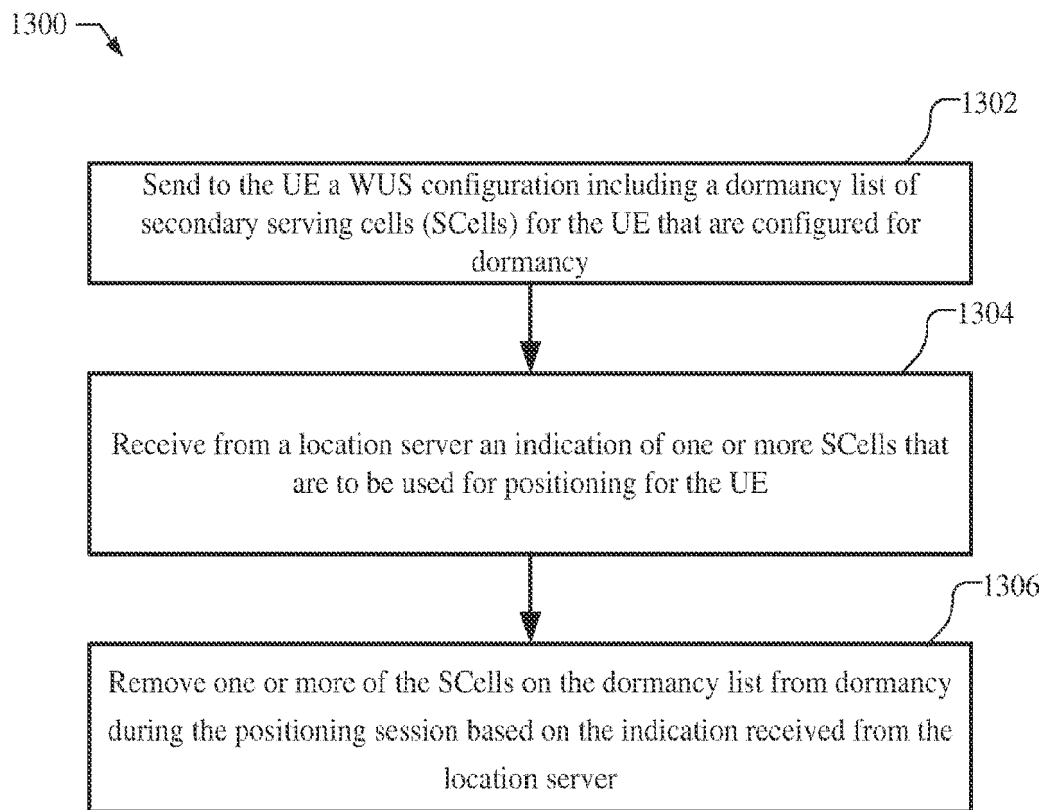 1300
1302
Send to the UE a WUS configuration including a dormancy list of
secondary serving cells (SCells) for the UE that are configured for
dormancy
1304
Receive from a location server an indication of one or more SCells that
are to be used for positioning for the UE
1306
Remove one or more of the SCells on the dormancy list from dormancy
during the positioning session based on the indication received from the
location server